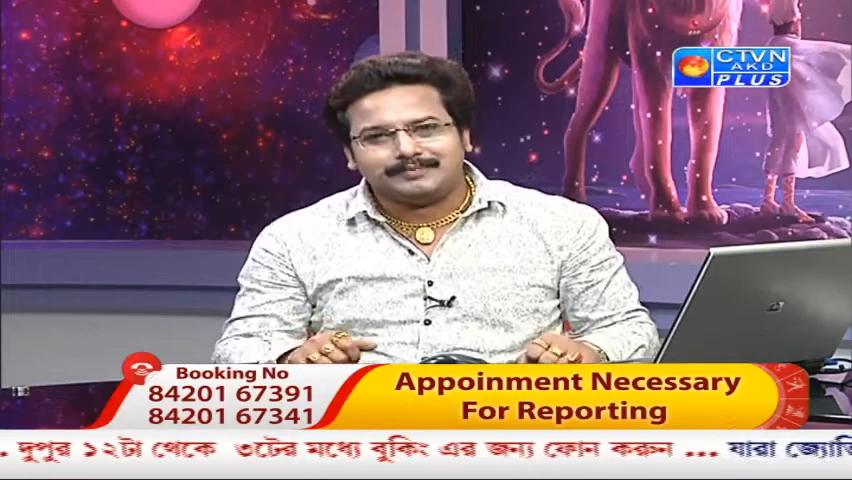 CTVN
AKD
PLUS
hp
Booking No
84201 67391
84201 67341
Appoinment Necessary
For Reporting
.. দুপুর ১২টা থেকে ৩টের মধ্যে বুকিং এর জন্য ফোন করুন ... যারা